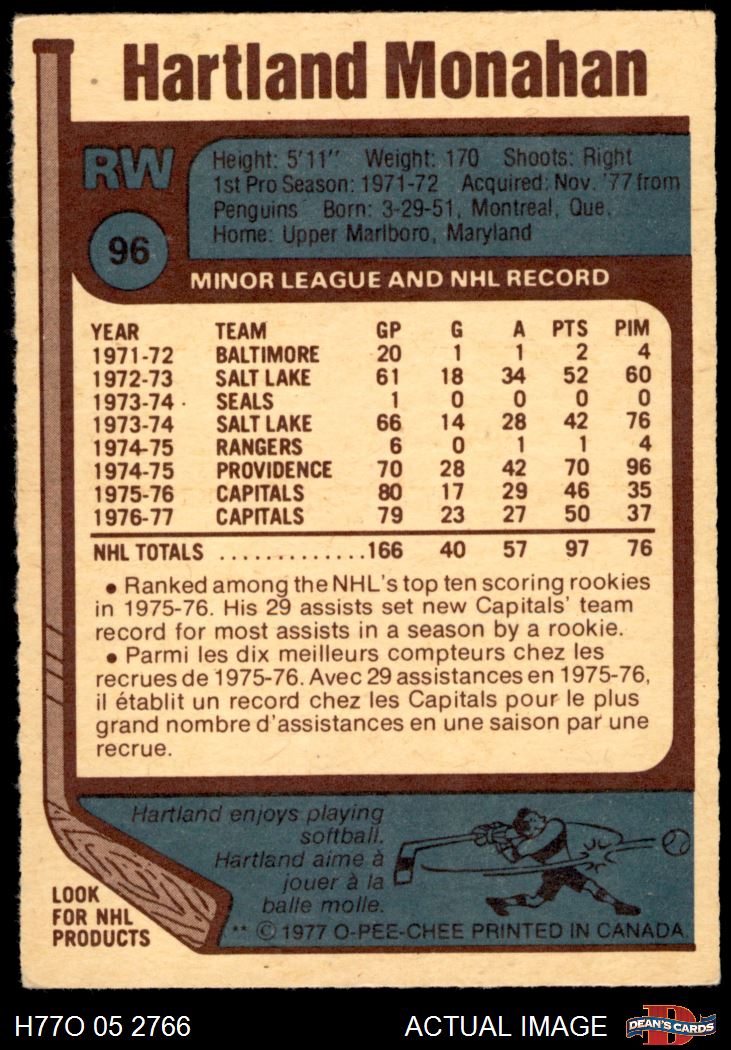 Hartland Monahan
RW
Height: 5'11" Weight: 170 Shoots: Right
1st Pro Season: 1971-72 Acquired: Nov. '77 from
Penguins Born: 3-29-51, Montreal, Que.
Home: Upper Marlboro, Maryland
96
MINOR LEAGUE AND NHL RECORD
YEAR TEAM GP G A PTS PIM
1971-72 BALTIMORE 20 1 1 2 4
1972-73 SALT LAKE 61 18 34 52 60
1973-74 SEALS 1 0 0 0 0
1973-74 SALT LAKE 66 14 28 42 76
1974-75 RANGERS 6 0 1 1 4
1974-75 PROVIDENCE 70 28 42 70 96
1975-76 CAPITALS 80 17 29 46 35
1976-77 CAPITALS 79 23 27 50 37
NHL TOTALS .............166 40 57 97 76
• Ranked among the NHL's top ten scoring rookies
in 1975-76. His 29 assists set new Capitals' team
record for most assists in a season by a rookie.
• Parmi les dix meilleurs compteurs chez les
recrues de 1975-76. Avec 29 assistances en 1975-76,
il établit un record chez les Capitals pour le plus
grand nombre d'assistances en une saison par une
recrue.
Hartland enjoys playing
softball.
Hartland aime à
jouer à la
balle molle.
LOOK
FOR NHL
PRODUCTS
** © 1977 O-PEE-CHEE PRINTED IN CANADA
H77O 05 2766 ACTUAL IMAGE
D
DEAN'S CARDS